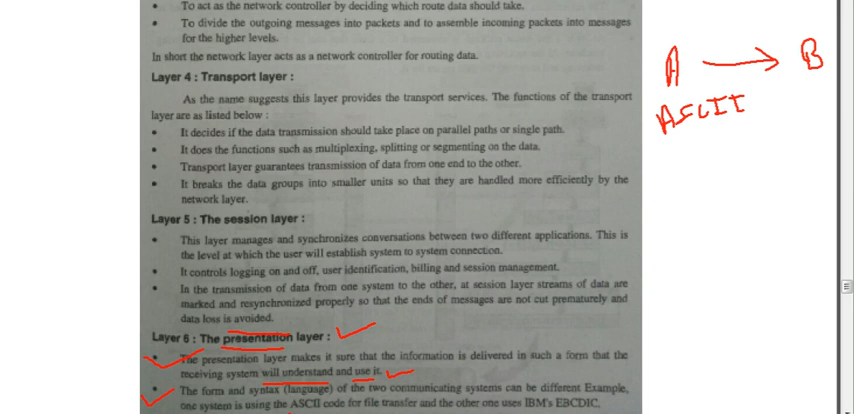 • To act as the network controller by deciding which route data should take.
• To divide the outgoing messages into packets and to assemble incoming packets into messages
for the higher levels.
In short the network layer acts as a network controller for routing data.
Layer 4 : Transport layer :
As the name suggests this layer provides the transport services. The functions of the transport
layer are as listed below :
• It decides if the data transmission should take place on parallel paths or single path.
• It does the functions such as multiplexing, splitting or segmenting on the data.
• Transport layer guarantees transmission of data from one end to the other.
• It breaks the data groups into smaller units so that they are handled more efficiently by the
network layer.
Layer 5 : The session layer :
• This layer manages and synchronizes conversations between two different applications. This is
the level at which the user will establish system to system connection.
• It controls logging on and off, user identification, billing and session management.
• In the transmission of data from one system to the other, at session layer streams of data are
marked and resynchronized properly so that the ends of messages are not cut prematurely and
data loss is avoided.
Layer 6 : The presentation layer :
• The presentation layer makes it sure that the information is delivered in such a form that the
receiving system will understand and use it.
• The form and syntax (language) of the two communicating systems can be different Example,
one system is using the ASCII code for file transfer and the other one uses IBM's EBCDIC.
A → B
ASCII